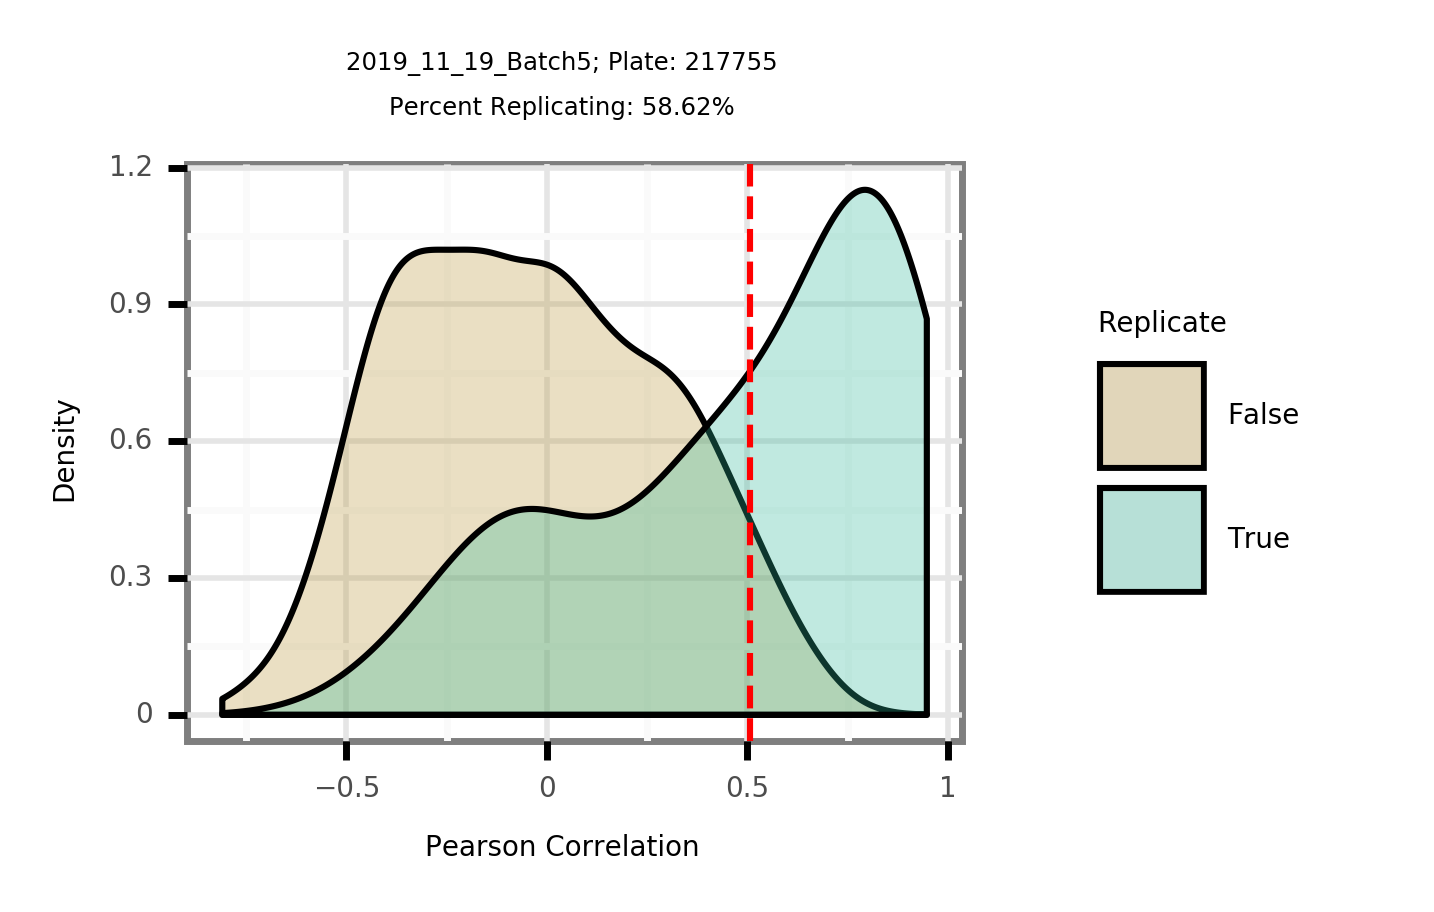 2019_11_19_Batch5; Plate: 217755
Percent Replicating: 58.62%
1.2
0.9
0.6
0.3
0
Density
−0.5
0
0.5
1
Pearson Correlation
Replicate
False
True